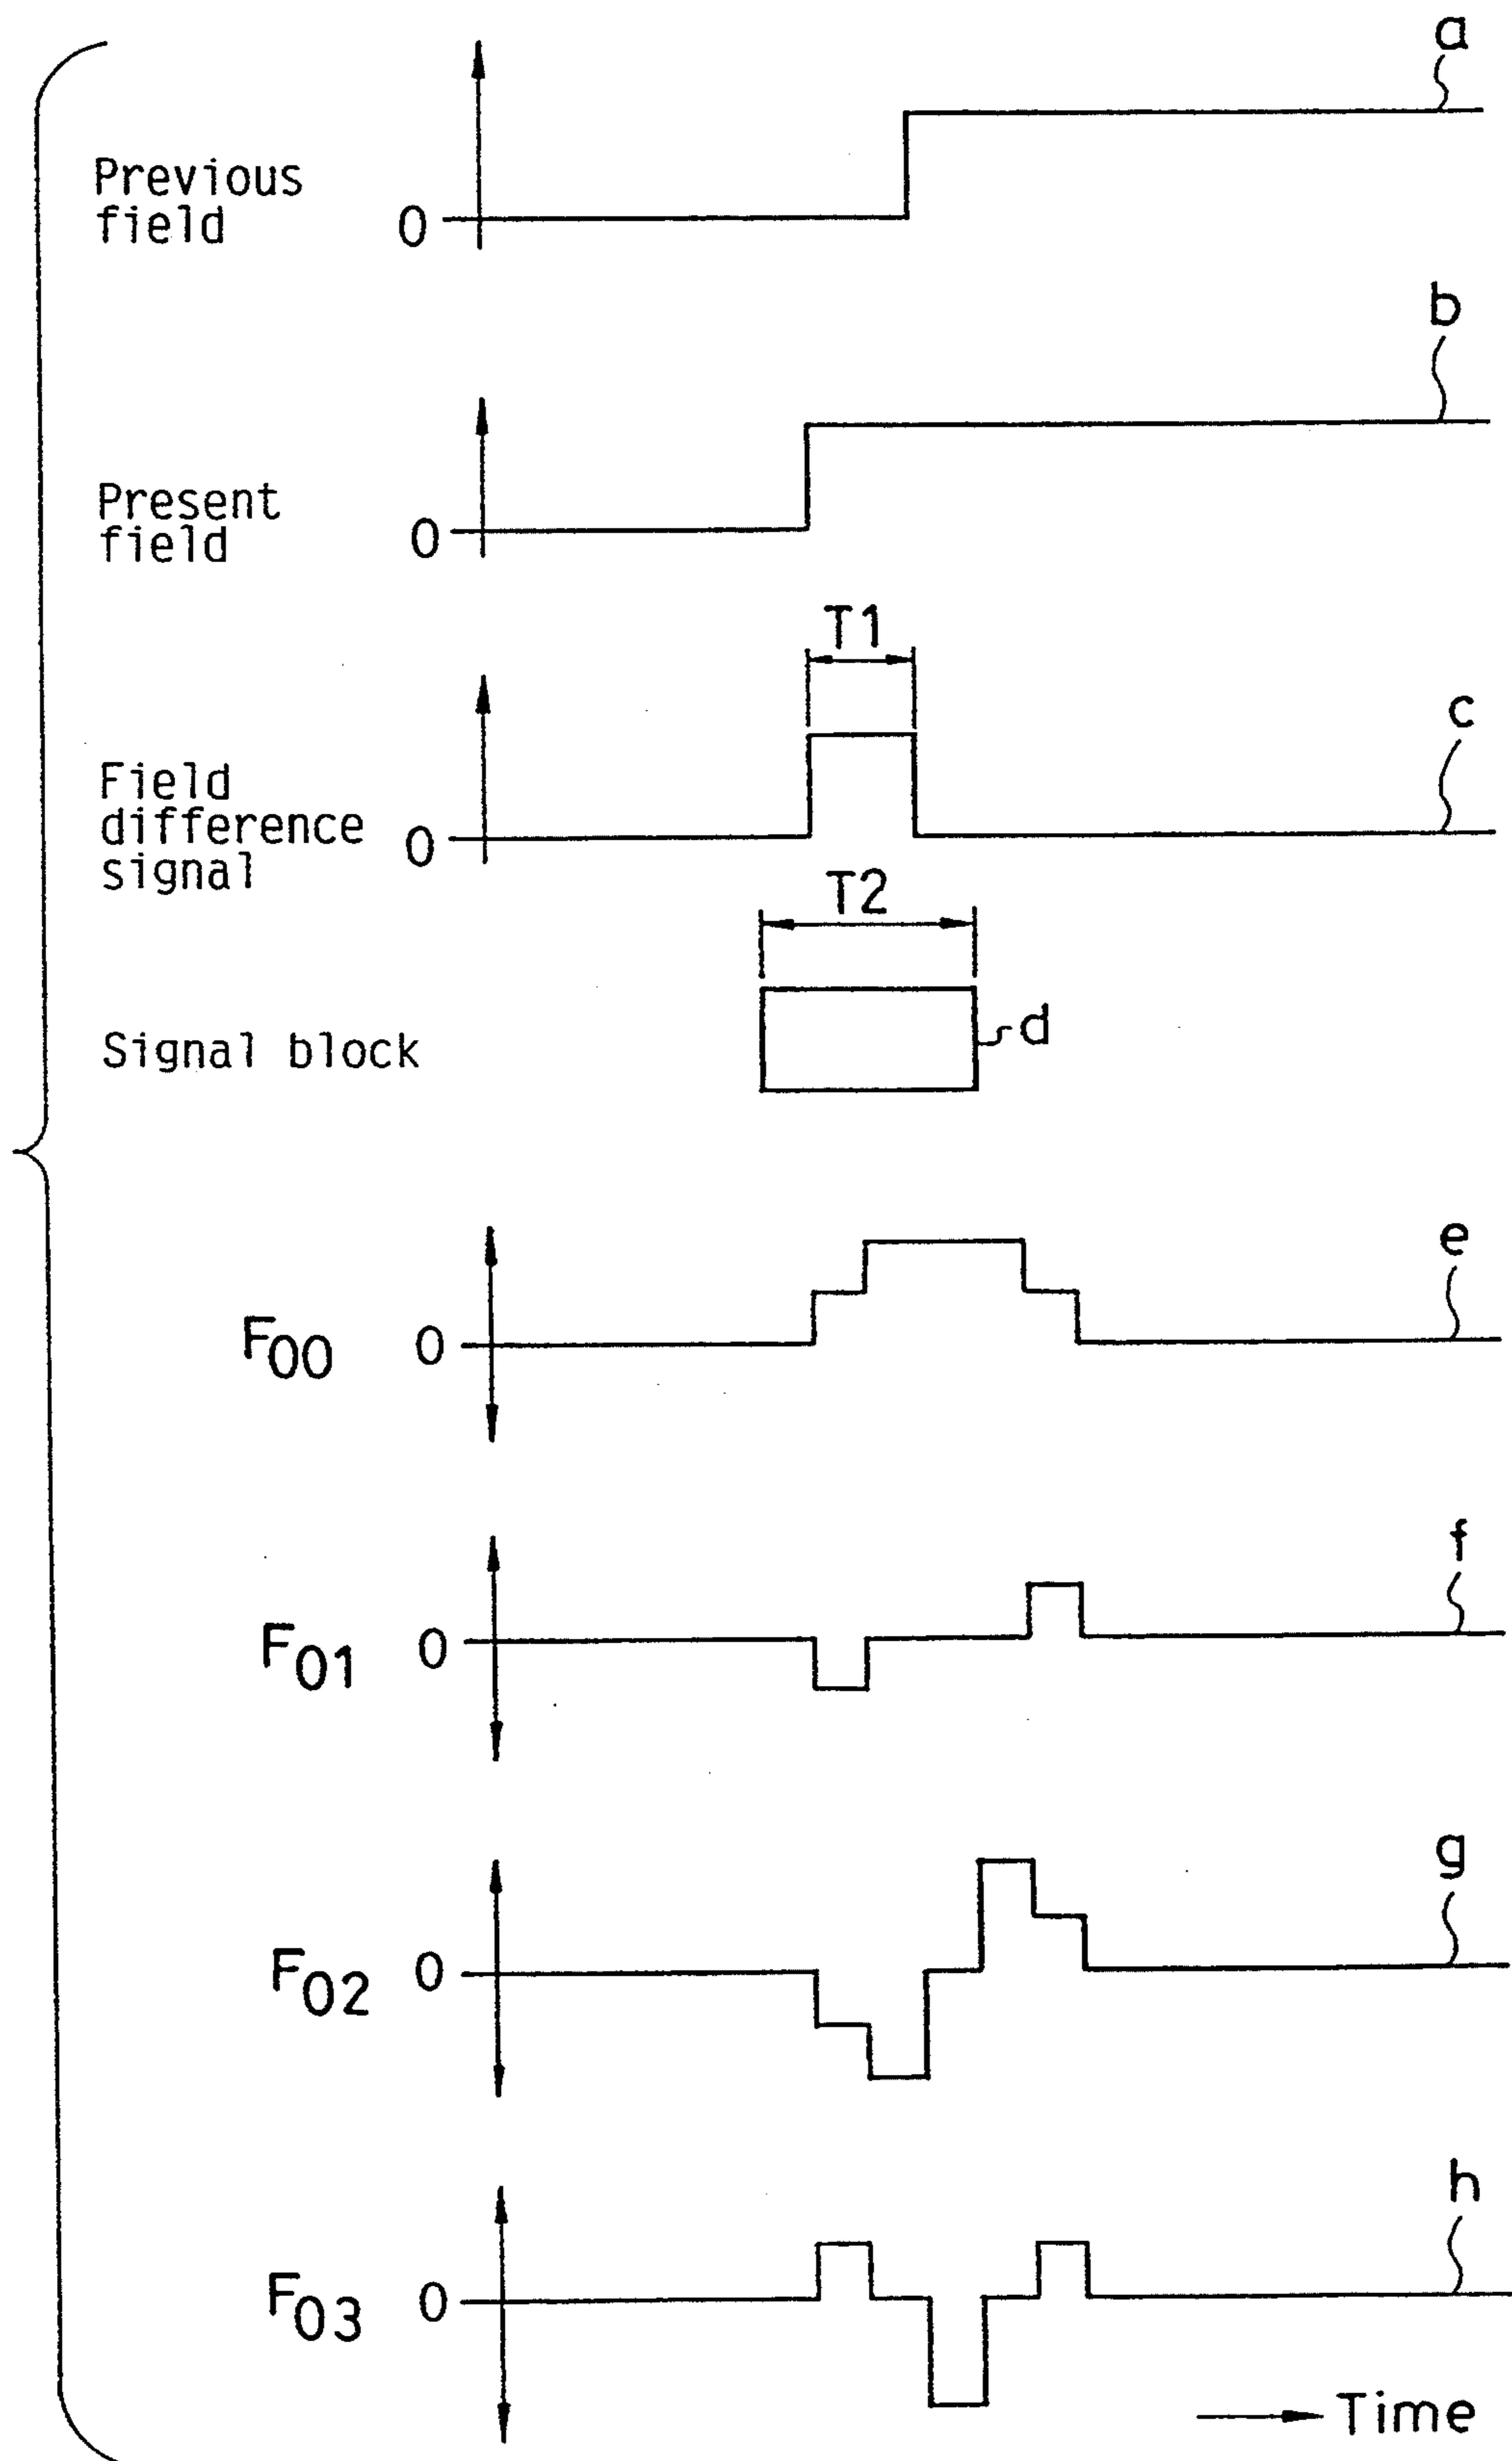 a
Previous
field
0
b
Present
field
0
T1
c
Field
difference
signal
0
T2
Signal block
d
e
F00
0
f
F01
0
g
F02
0
h
F03
0
Time